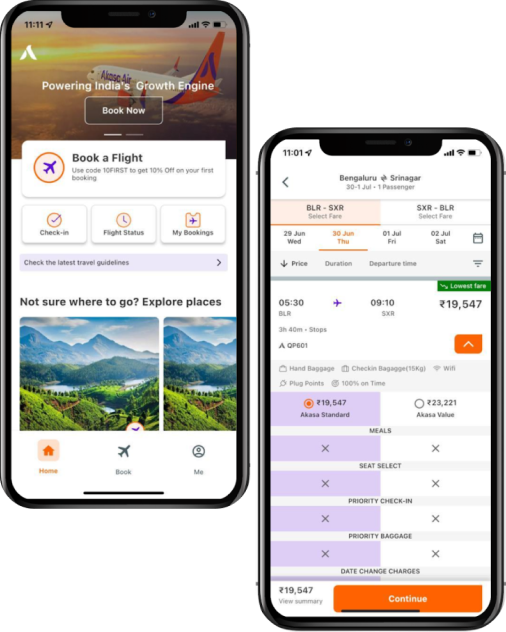 11:11
Akasa Air
Powering India's Growth Engine
Book Now
Book a Flight
Use code 10FIRST to get 10% Off on your first
booking
Check-in
Flight Status
My Bookings
Check the latest travel guidelines
Not sure where to go? Explore places
Home
Book
Me
11:01
Bengaluru Srinagar
30-1 Jul - 1 Passenger
BLR - SXR
Select Fare
SXR - BLR
Select Fare
29 Jun
Wed
30 Jun
Thu
01 Jul
Fri
02 Jul
Sat
Price
Duration
Departure time
Lowest fare
05:30
BLR
09:10
SXR
₹19,547
3h 40m - Stops
QP601
Hand Baggage
Checkin Bagagge(15Kg)
Wifi
Plug Points
100% on Time
₹19,547
Akasa Standard
₹23,221
Akasa Value
MEALS
SEAT SELECT
PRIORITY CHECK-IN
PRIORITY BAGGAGE
DATE CHANGE CHARGES
₹19,547
View summary
Continue